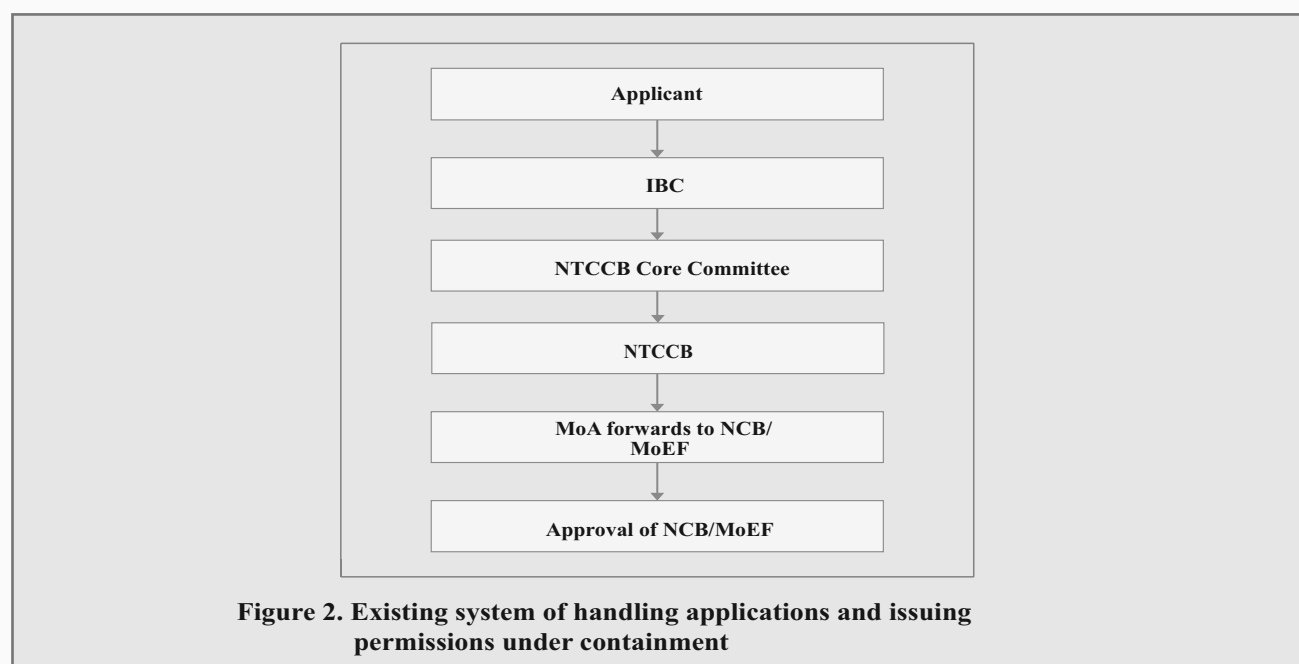 Applicant
IBC
NTCCB Core Committee
NTCCB
MoA forwards to NCB/
MoEF
Approval of NCB/MoEF
Figure 2. Existing system of handling applications and issuing
permissions under containment